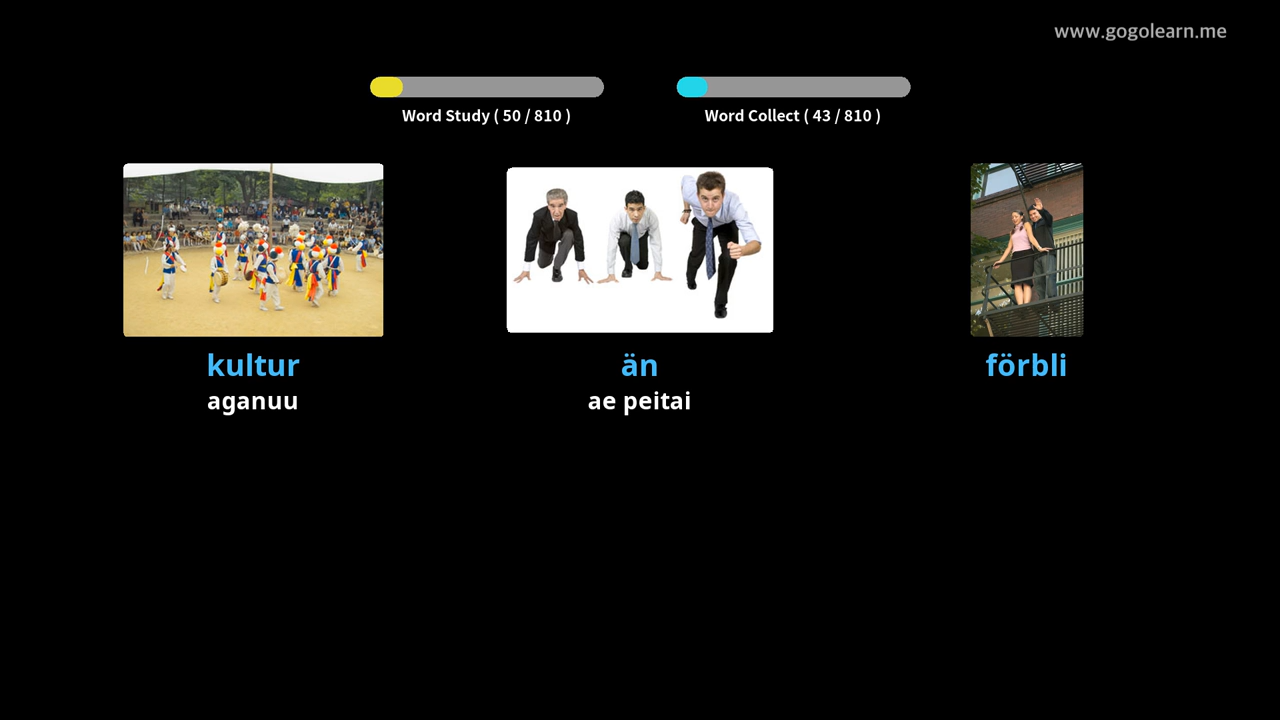 www.gogolearn.me
Word Study ( 50 / 810 )
Word Collect ( 43 / 810 )
kultur
aganuu
än
ae peitai
förbli